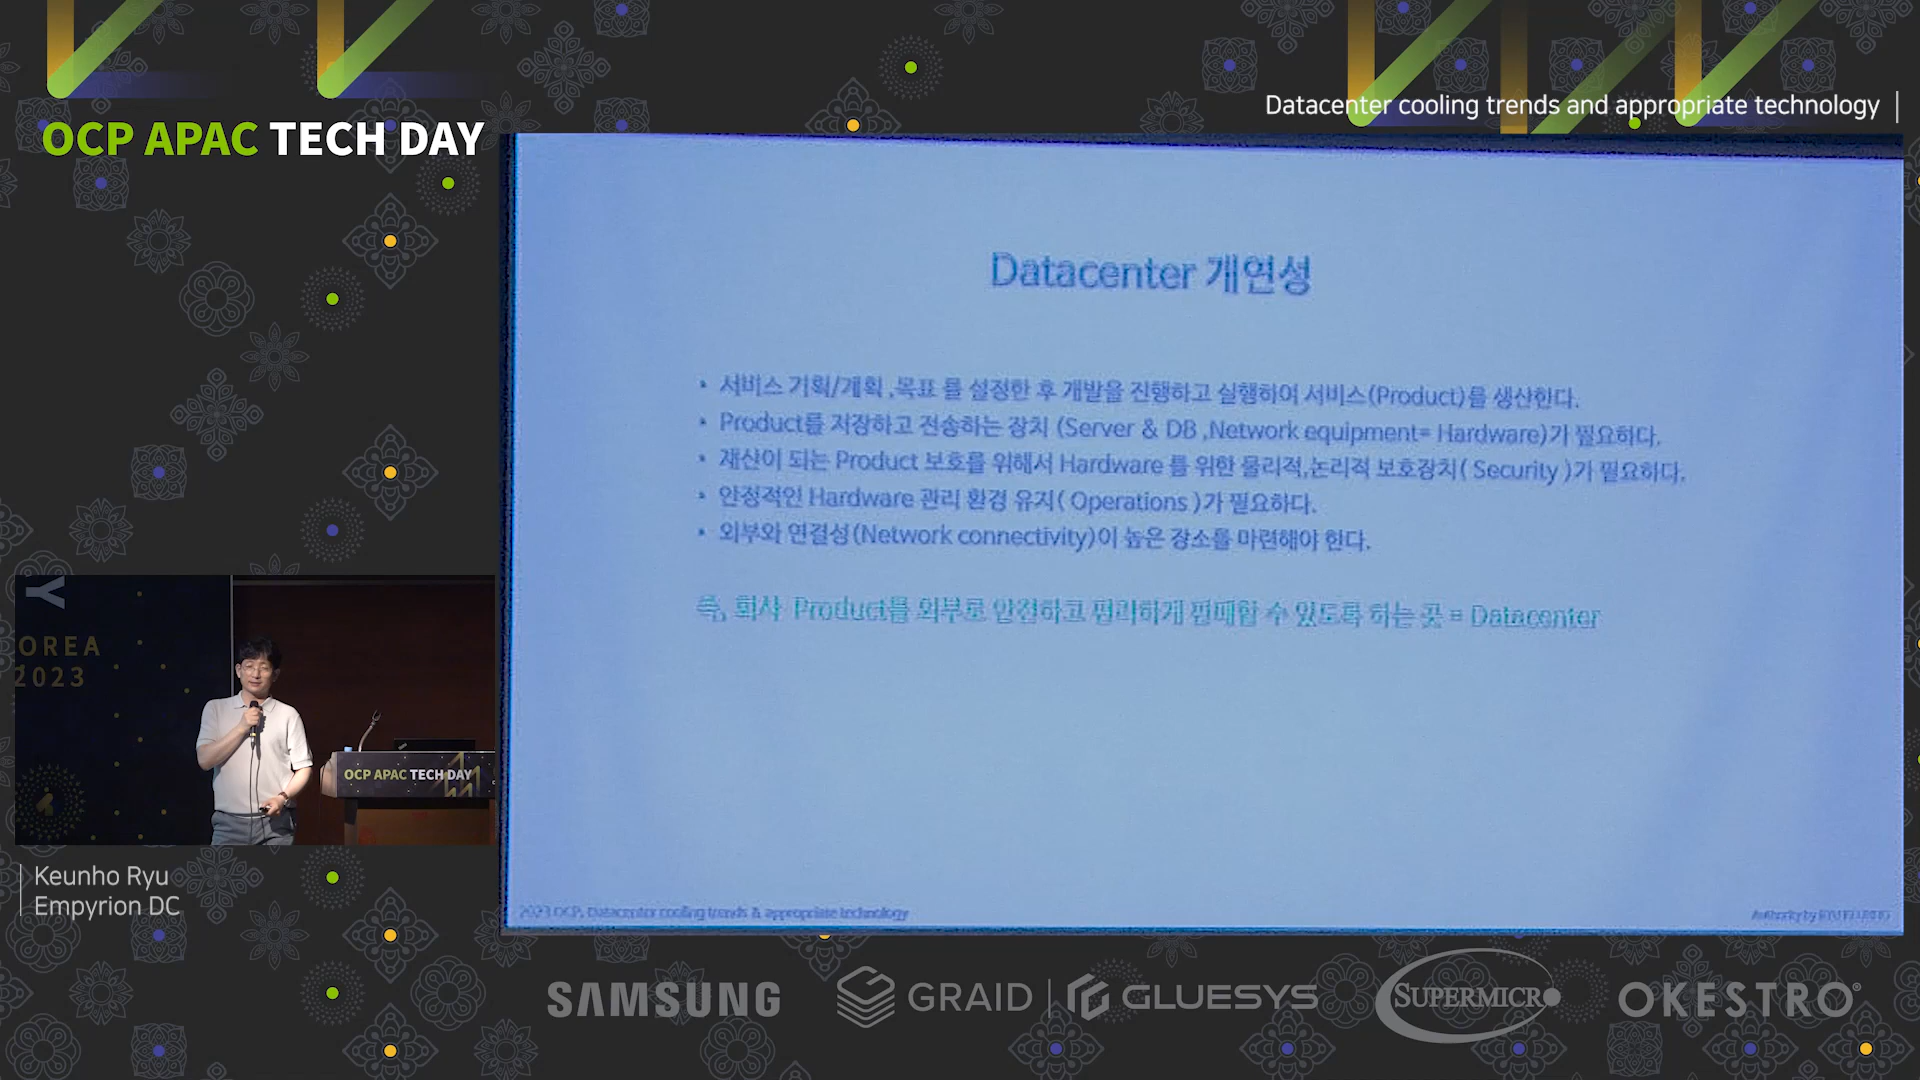 OCP APAC TECH DAY
Datacenter cooling trends and appropriate technology
Datacenter 개연성
• 서비스 기획/계획 ,목표 를 설정한 후 개발을 진행하고 실행하여 서비스(Product)를 생산한다.
• Product를 저장하고 전송하는 장치 (Server & DB ,Network equipment= Hardware)가 필요하다.
• 재산이 되는 Product 보호를 위해서 Hardware 를 위한 물리적,논리적 보호장치( Security )가 필요하다.
• 안정적인 Hardware 관리 환경 유지( Operations )가 필요하다.
• 외부와 연결성(Network connectivity)이 높은 장소를 마련해야 한다.
즉, 회사 Product를 외부로 안전하고 편리하게 판매할 수 있도록 하는 곳 = Datacenter
2023 OCP, Datacenter cooling trends & appropriate technology
Authority by
OREA
2023
OCP APAC TECH DAY
Keunho Ryu
Empyrion DC
SAMSUNG
GRAID
GLUESYS
SUPERMICRO
OKESTRO